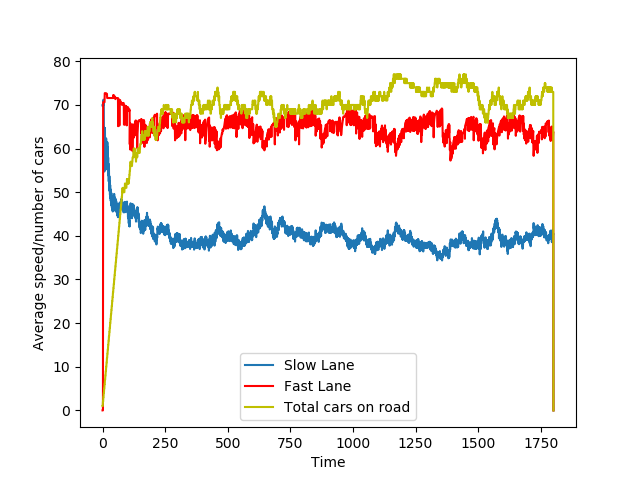 80
70
60
50
40
30
20
10
0
Average speed/number of cars
Slow Lane
Fast Lane
Total cars on road
0 250 500 750 1000 1250 1500 1750
Time